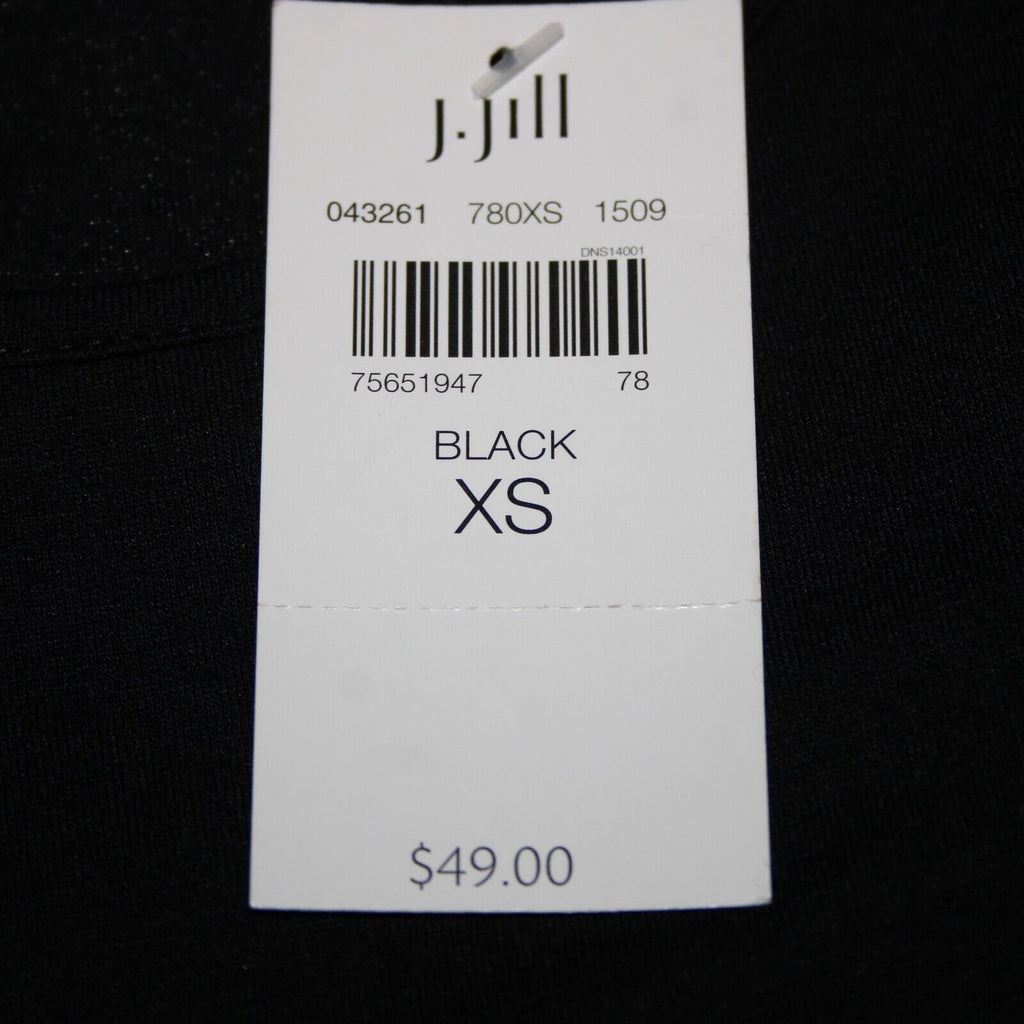 J.Jill
043261 780XS 1509
DNS14001
75651947 78
BLACK
XS
$49.00